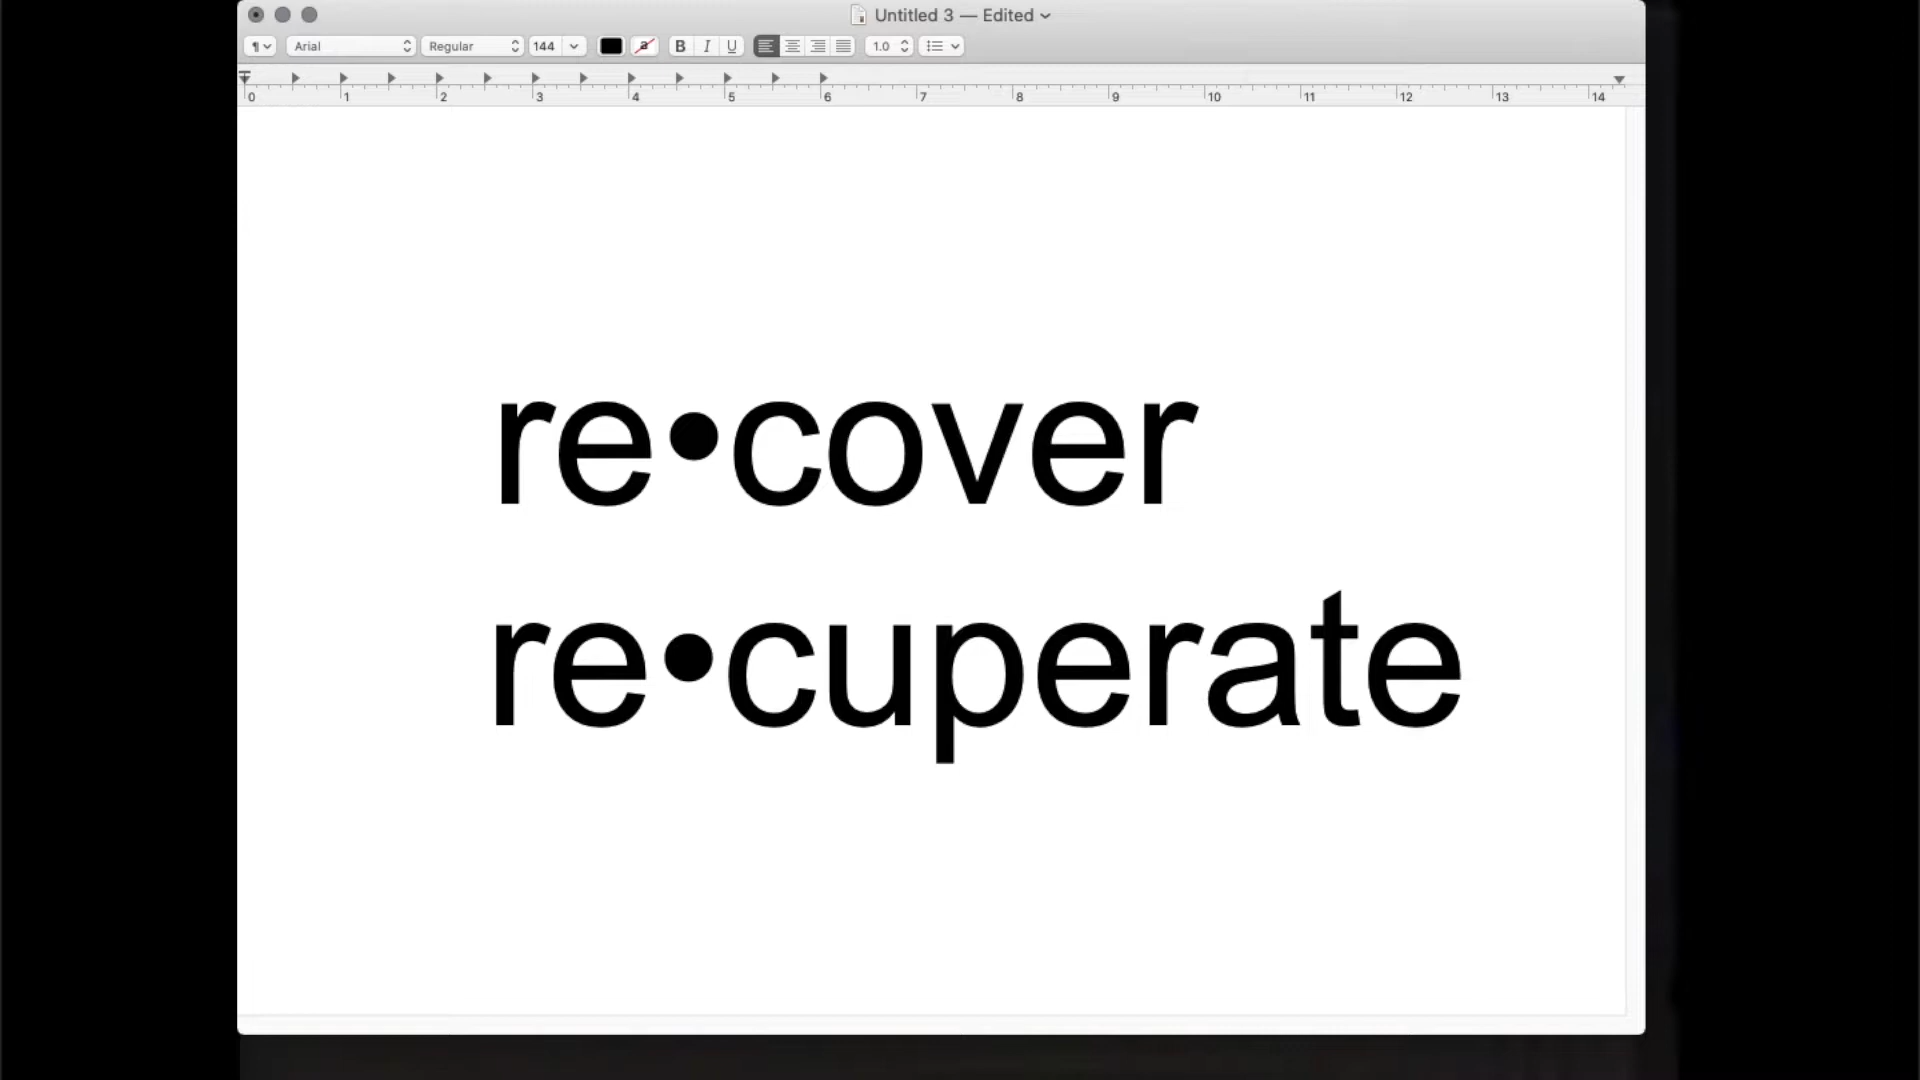 Untitled 3 — Edited
¶ Arial Regular 144 a B I U 1.0
0 1 2 3 4 5 6 7 8 9 10 11 12 13 14
re•cover
re•cuperate